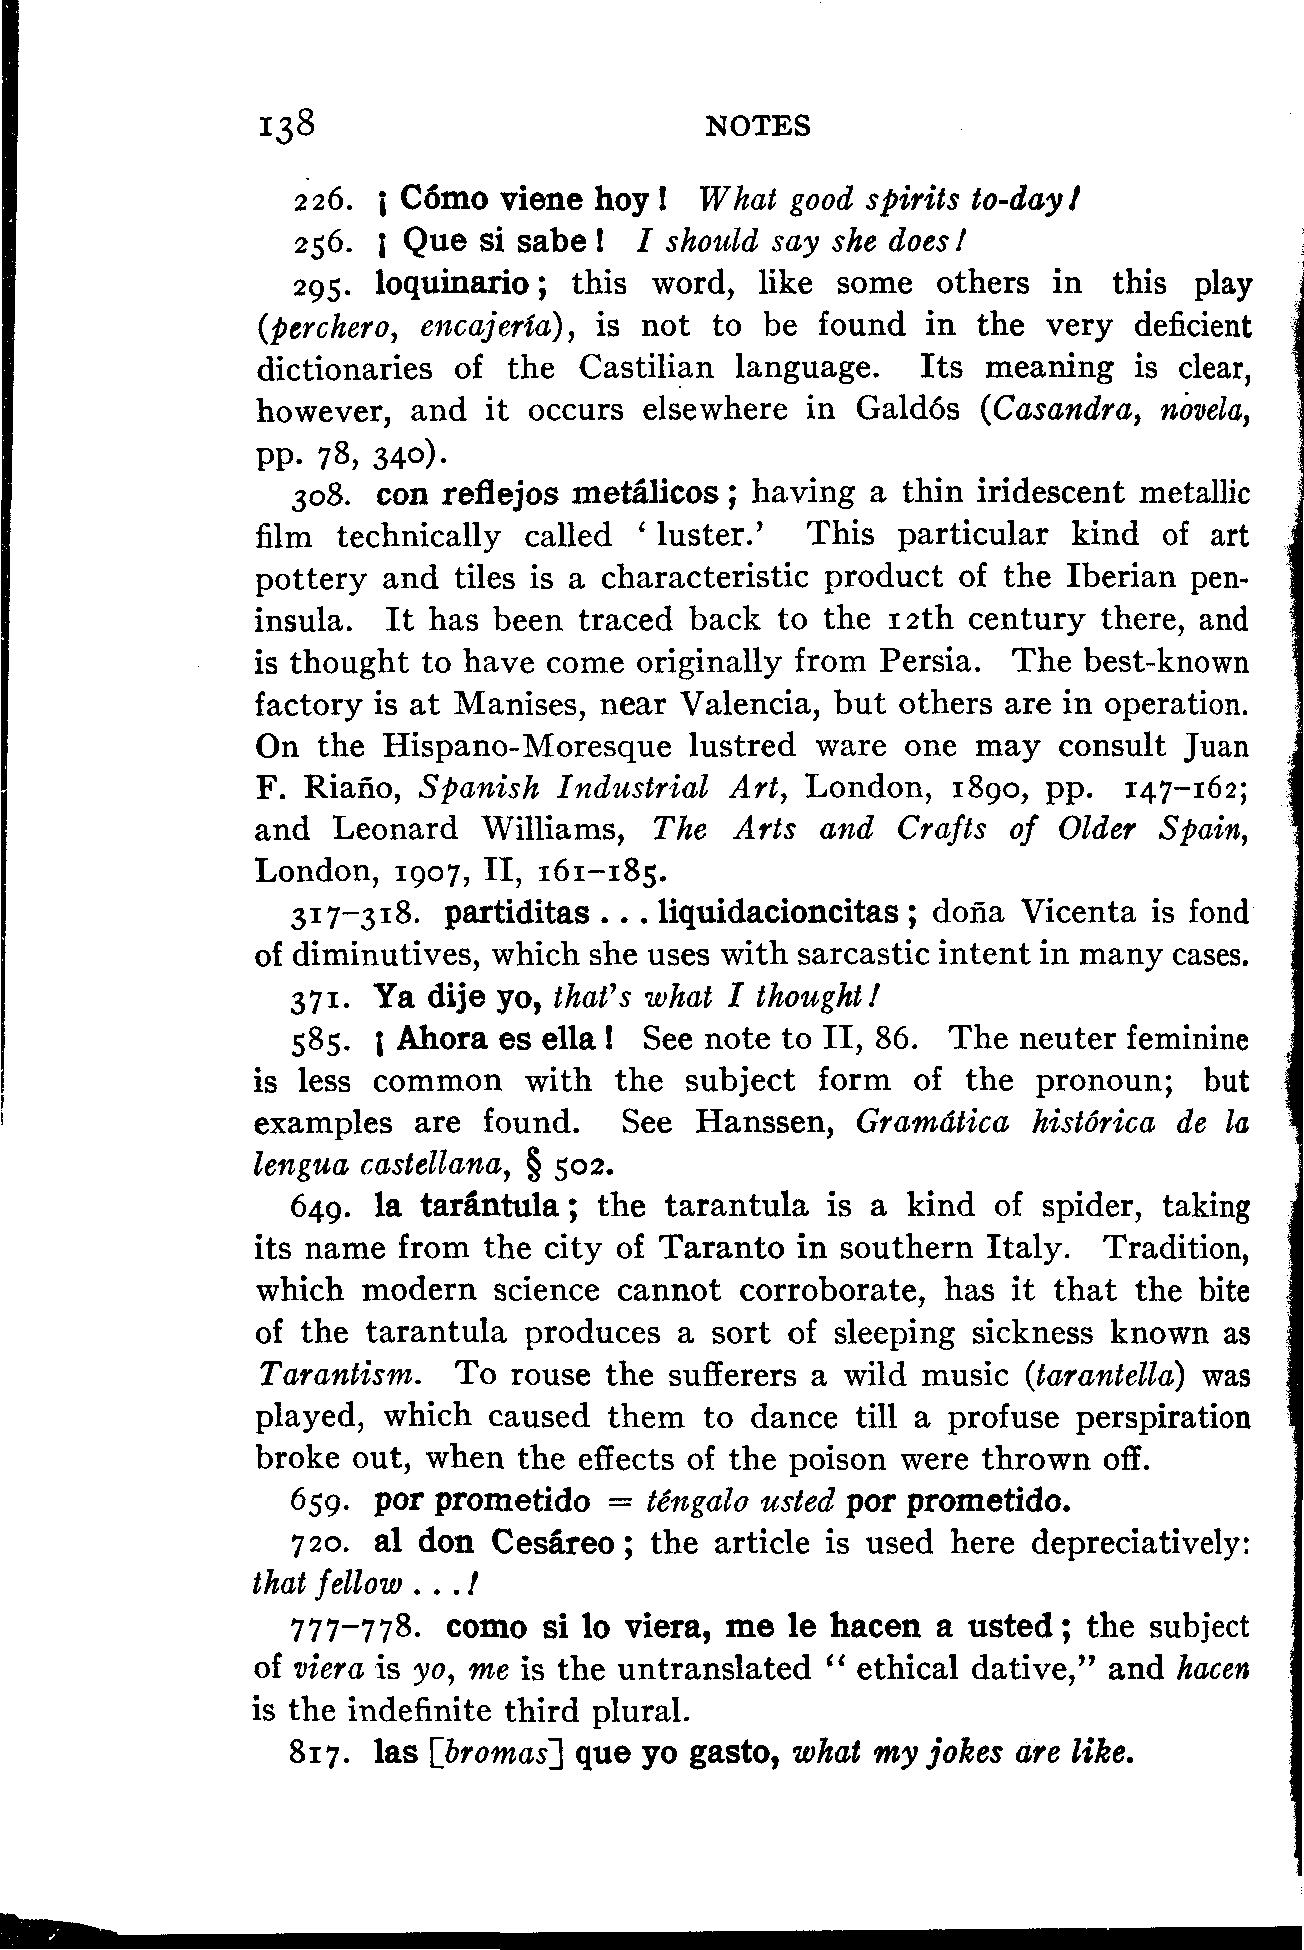 138 NOTES
226. ¡ Cómo viene hoy ! What good spirits to-day !
256. ¡ Que si sabe ! I should say she does !
295. loquinario ; this word, like some others in this play
(perchero, encajería), is not to be found in the very deficient
dictionaries of the Castilian language. Its meaning is clear,
however, and it occurs elsewhere in Galdós (Casandra, novela,
pp. 78, 340).
308. con reflejos metálicos ; having a thin iridescent metallic
film technically called ‘ luster.’ This particular kind of art
pottery and tiles is a characteristic product of the Iberian pen-
insula. It has been traced back to the 12th century there, and
is thought to have come originally from Persia. The best-known
factory is at Manises, near Valencia, but others are in operation.
On the Hispano-Moresque lustred ware one may consult Juan
F. Riaño, Spanish Industrial Art, London, 1890, pp. 147–162;
and Leonard Williams, The Arts and Crafts of Older Spain,
London, 1907, II, 161–185.
317–318. partiditas . . . liquidacioncitas ; doña Vicenta is fond
of diminutives, which she uses with sarcastic intent in many cases.
371. Ya dije yo, that's what I thought !
585. ¡ Ahora es ella ! See note to II, 86. The neuter feminine
is less common with the subject form of the pronoun; but
examples are found. See Hanssen, Gramática histórica de la
lengua castellana, § 502.
649. la tarántula ; the tarantula is a kind of spider, taking
its name from the city of Taranto in southern Italy. Tradition,
which modern science cannot corroborate, has it that the bite
of the tarantula produces a sort of sleeping sickness known as
Tarantism. To rouse the sufferers a wild music (tarantella) was
played, which caused them to dance till a profuse perspiration
broke out, when the effects of the poison were thrown off.
659. por prometido = téngalo usted por prometido.
720. al don Cesáreo ; the article is used here depreciatively:
that fellow . . . !
777–778. como si lo viera, me le hacen a usted ; the subject
of viera is yo, me is the untranslated “ ethical dative,” and hacen
is the indefinite third plural.
817. las [bromas] que yo gasto, what my jokes are like.